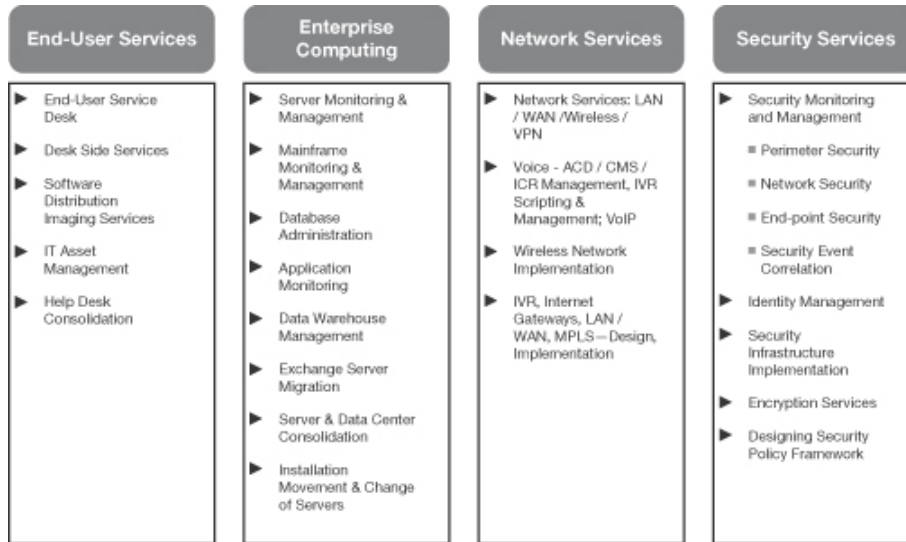 End-User Services
End-User Service
Desk
Desk Side Services
Software
Distribution
Imaging Services
IT Asset
Management
Help Desk
Consolidation
Enterprise
Computing
Server Monitoring &
Management
Mainframe
Monitoring &
Management
Database
Administration
Application
Monitoring
Data Warehouse
Management
Exchange Server
Migration
Server & Data Center
Consolidation
Installation
Movement & Change
of Servers
Network Services
Network Services: LAN
/ WAN /Wireless /
VPN
Voice - ACD / CMS /
ICR Management, IVR
Scripting &
Management; VoIP
Wireless Network
Implementation
IVR, Internet
Gateways, LAN /
WAN, MPLS—Design,
Implementation
Security Services
Security Monitoring
and Management
Perimeter Security
Network Security
End-point Security
Security Event
Correlation
Identity Management
Security
Infrastructure
Implementation
Encryption Services
Designing Security
Policy Framework